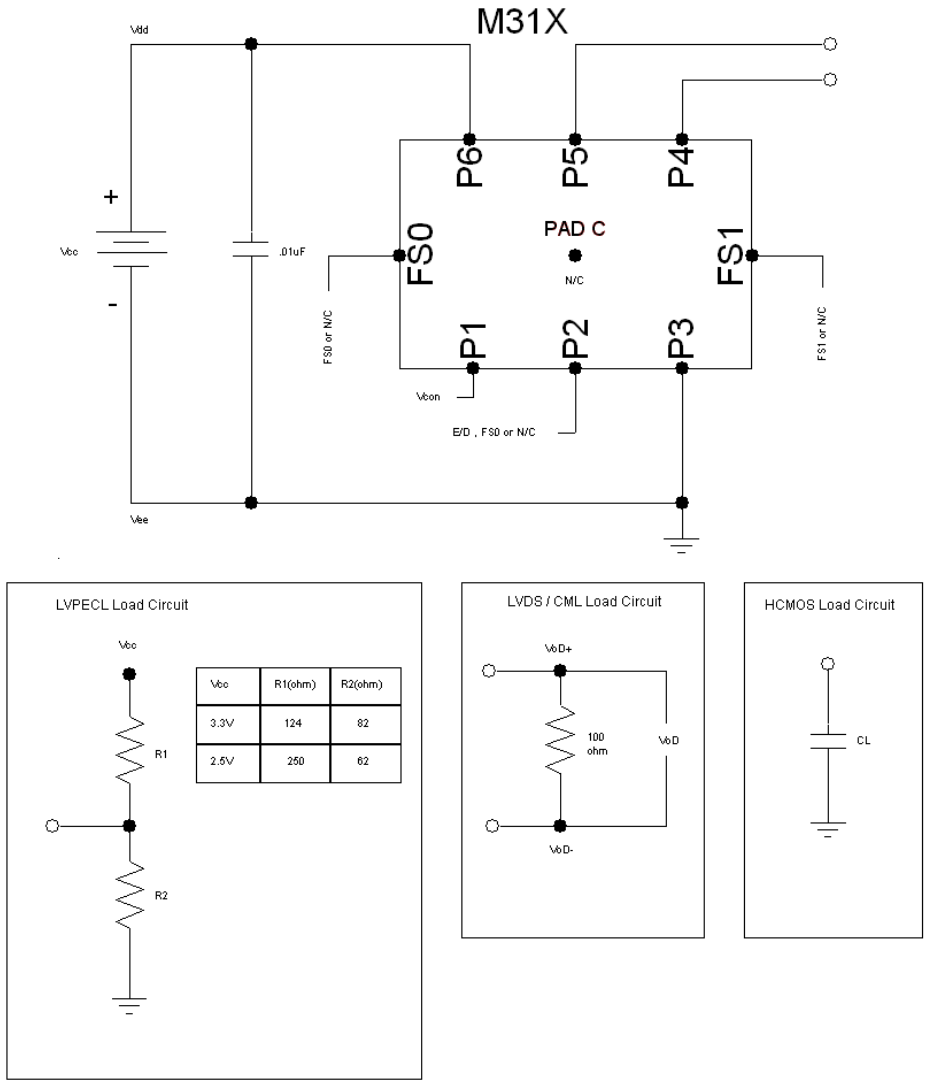 M31X
Vdd
P6
P5
P4
+
Vcc
-
.01uF
FS0
PAD C
N/C
FS1
FS0 or N/C
FS1 or N/C
P1
P2
P3
Vcon
E/D , FS0 or N/C
Vee
LVPECL Load Circuit
Vcc
R1
R2
Vcc R1(ohm) R2(ohm)
3.3V 124 82
2.5V 250 62
LVDS / CML Load Circuit
VoD+
100
ohm
VoD
VoD-
HCMOS Load Circuit
CL